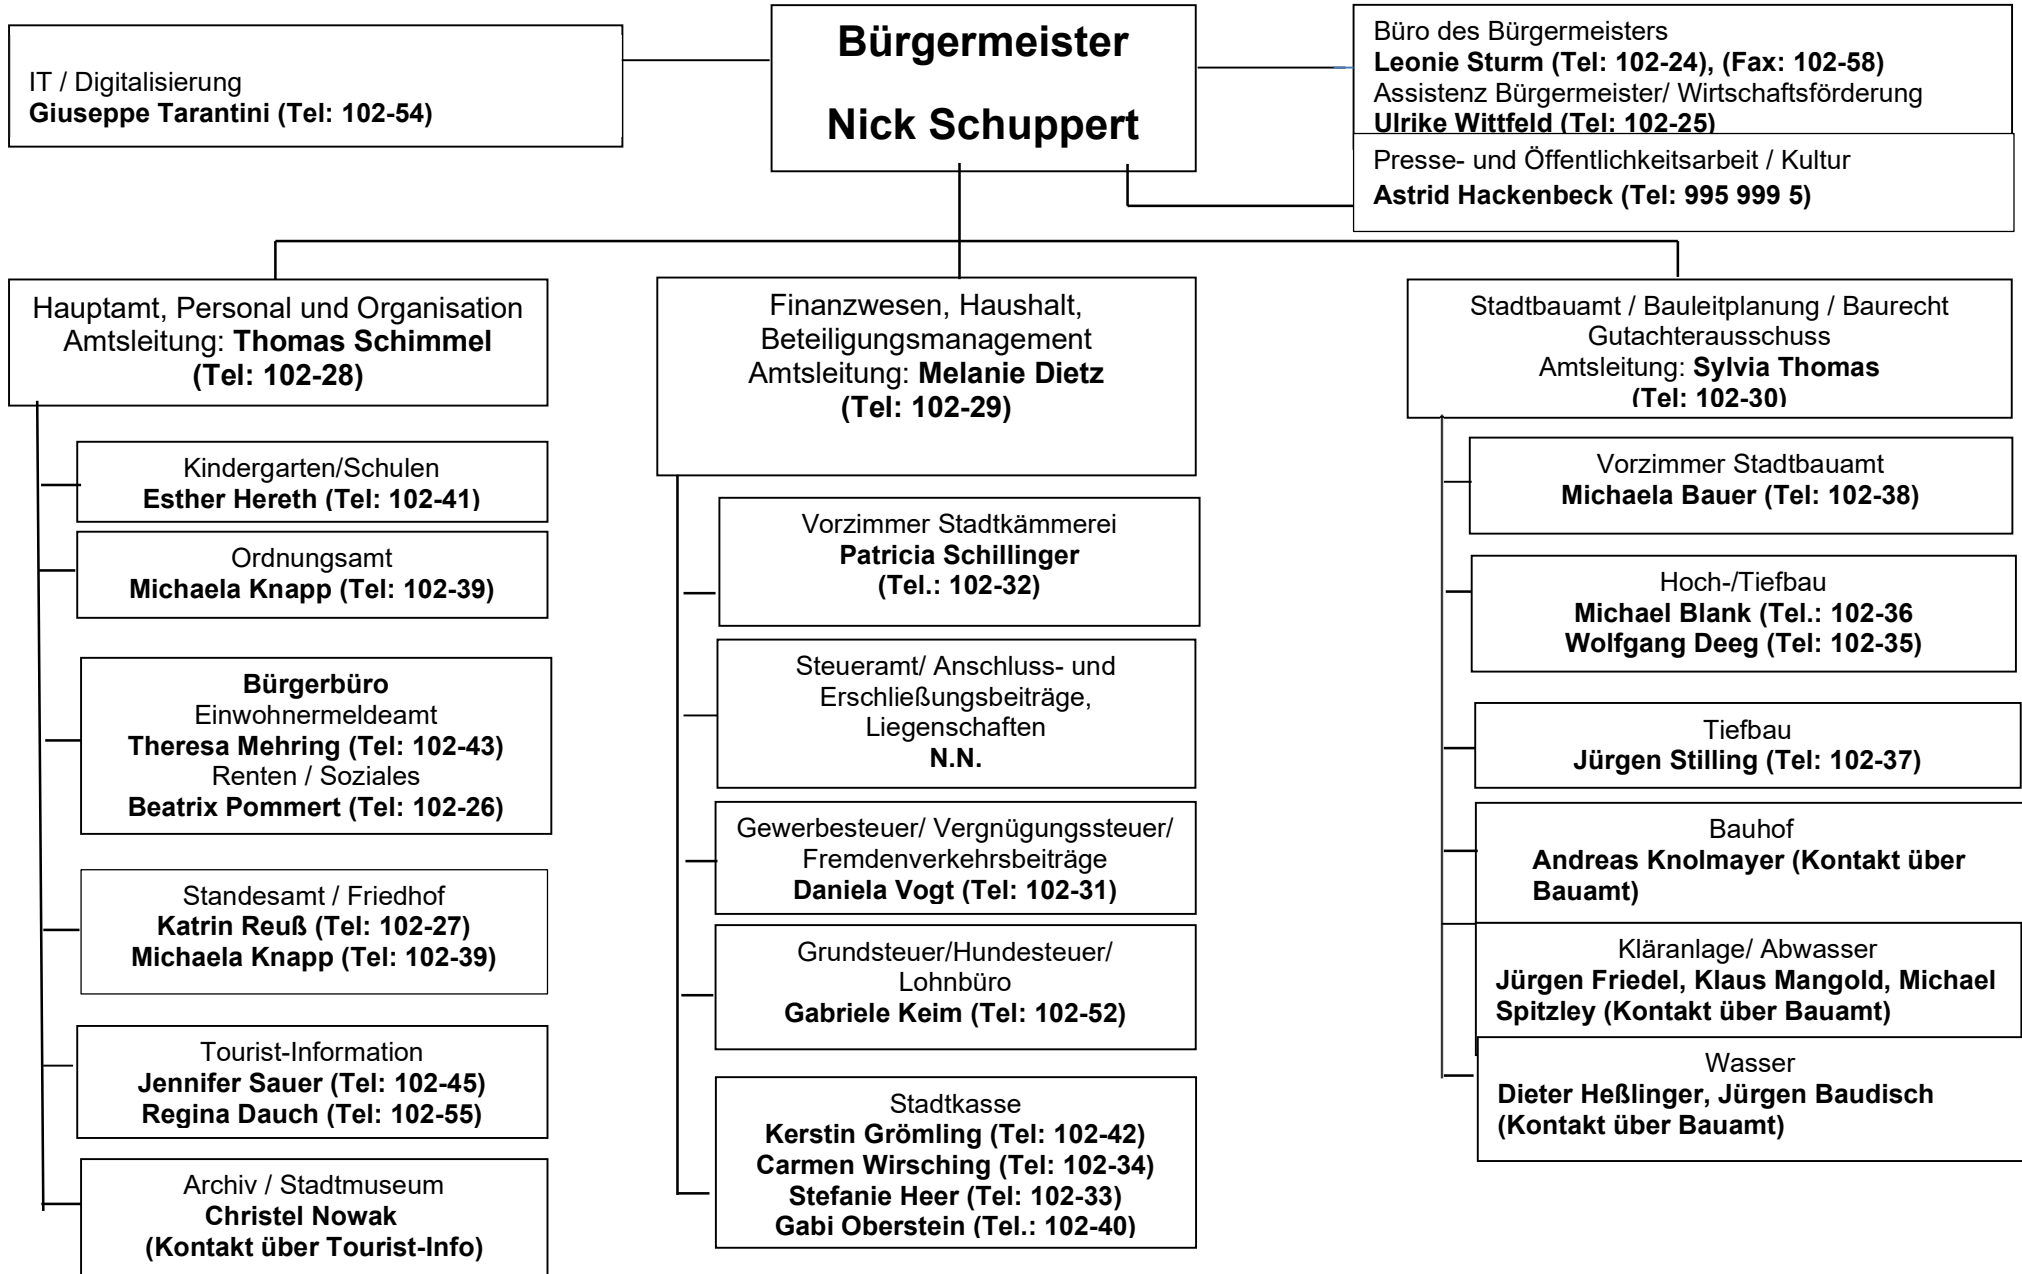 IT / Digitalisierung
Giuseppe Tarantini (Tel: 102-54)
Bürgermeister
Nick Schuppert
Büro des Bürgermeisters
Leonie Sturm (Tel: 102-24), (Fax: 102-58)
Assistenz Bürgermeister/ Wirtschaftsförderung
Ulrike Wittfeld (Tel: 102-25)
Presse- und Öffentlichkeitsarbeit / Kultur
Astrid Hackenbeck (Tel: 995 999 5)
Hauptamt, Personal und Organisation
Amtsleitung: Thomas Schimmel
(Tel: 102-28)
Kindergarten/Schulen
Esther Hereth (Tel: 102-41)
Ordnungsamt
Michaela Knapp (Tel: 102-39)
Bürgerbüro
Einwohnermeldeamt
Theresa Mehring (Tel: 102-43)
Renten / Soziales
Beatrix Pommert (Tel: 102-26)
Standesamt / Friedhof
Katrin Reuß (Tel: 102-27)
Michaela Knapp (Tel: 102-39)
Tourist-Information
Jennifer Sauer (Tel: 102-45)
Regina Dauch (Tel: 102-55)
Archiv / Stadtmuseum
Christel Nowak
(Kontakt über Tourist-Info)
Finanzwesen, Haushalt,
Beteiligungsmanagement
Amtsleitung: Melanie Dietz
(Tel: 102-29)
Vorzimmer Stadtkämmerei
Patricia Schillinger
(Tel.: 102-32)
Steueramt/ Anschluss- und
Erschließungsbeiträge,
Liegenschaften
N.N.
Gewerbesteuer/ Vergnügungssteuer/
Fremdenverkehrsbeiträge
Daniela Vogt (Tel: 102-31)
Grundsteuer/Hundesteuer/
Lohnbüro
Gabriele Keim (Tel: 102-52)
Stadtkasse
Kerstin Grömling (Tel: 102-42)
Carmen Wirsching (Tel: 102-34)
Stefanie Heer (Tel: 102-33)
Gabi Oberstein (Tel.: 102-40)
Stadtbauamt / Bauleitplanung / Baurecht
Gutachterausschuss
Amtsleitung: Sylvia Thomas
(Tel: 102-30)
Vorzimmer Stadtbauamt
Michaela Bauer (Tel: 102-38)
Hoch-/Tiefbau
Michael Blank (Tel.: 102-36
Wolfgang Deeg (Tel: 102-35)
Tiefbau
Jürgen Stilling (Tel: 102-37)
Bauhof
Andreas Knolmayer (Kontakt über
Bauamt)
Kläranlage/ Abwasser
Jürgen Friedel, Klaus Mangold, Michael
Spitzley (Kontakt über Bauamt)
Wasser
Dieter Heßlinger, Jürgen Baudisch
(Kontakt über Bauamt)